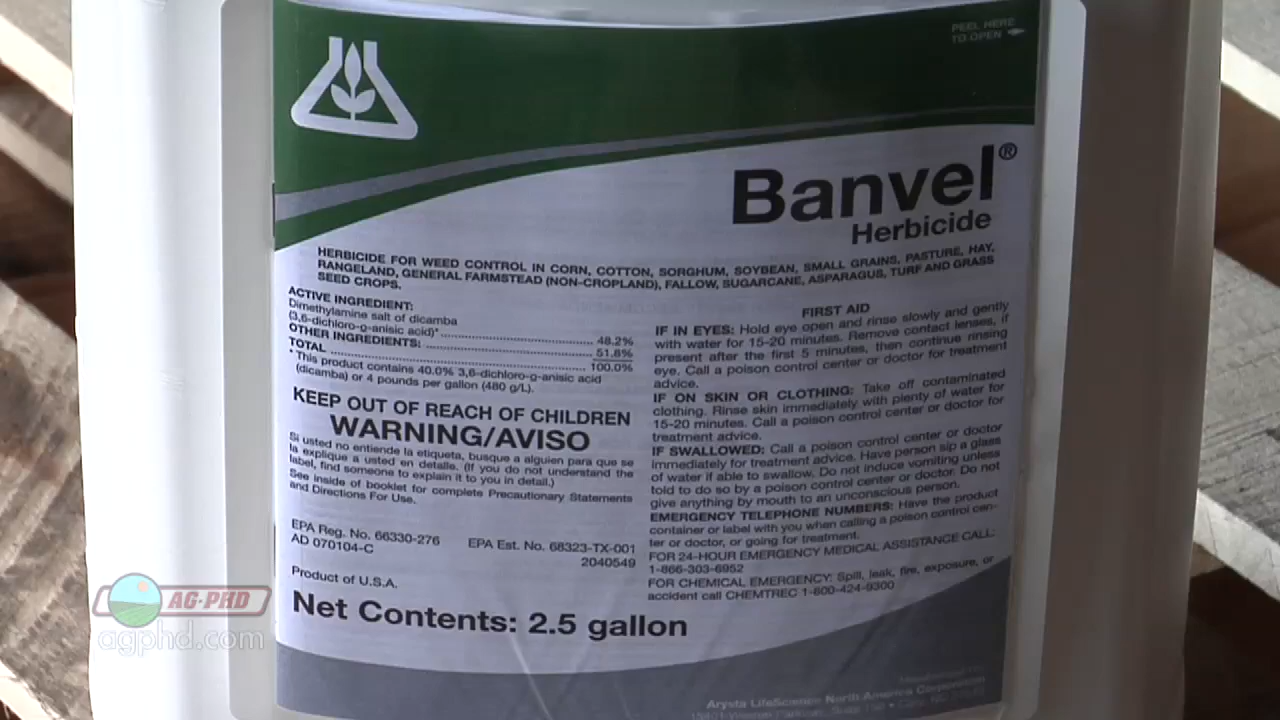 PEEL HERE
TO OPEN
Banvel®
Herbicide
HERBICIDE FOR WEED CONTROL IN CORN, COTTON, SORGHUM, SOYBEAN, SMALL GRAINS, PASTURE, HAY,
RANGELAND, GENERAL FARMSTEAD (NON-CROPLAND), FALLOW, SUGARCANE, ASPARAGUS, TURF AND GRASS
SEED CROPS.
ACTIVE INGREDIENT:
Dimethylamine salt of dicamba
(3,6-dichloro-o-anisic acid)* 48.2%
OTHER INGREDIENTS: 51.8%
TOTAL 100.0%
* This product contains 40.0% 3,6-dichloro-o-anisic acid
(dicamba) or 4 pounds per gallon (480 g/L).
KEEP OUT OF REACH OF CHILDREN
WARNING/AVISO
Si usted no entiende la etiqueta, busque a alguien para que se
la explique a usted en detalle. (If you do not understand the
label, find someone to explain it to you in detail.)
See inside of booklet for complete Precautionary Statements
and Directions For Use.
EPA Reg. No. 66330-276 EPA Est. No. 68323-TX-001
AD 070104-C 2040549
Product of U.S.A.
Net Contents: 2.5 gallon
FIRST AID
IF IN EYES: Hold eye open and rinse slowly and gently
with water for 15-20 minutes. Remove contact lenses, if
present after the first 5 minutes, then continue rinsing
eye. Call a poison control center or doctor for treatment
advice.
IF ON SKIN OR CLOTHING: Take off contaminated
clothing. Rinse skin immediately with plenty of water for
15-20 minutes. Call a poison control center or doctor for
treatment advice.
IF SWALLOWED: Call a poison control center or doctor
immediately for treatment advice. Have person sip a glass
of water if able to swallow. Do not induce vomiting unless
told to do so by a poison control center or doctor. Do not
give anything by mouth to an unconscious person.
EMERGENCY TELEPHONE NUMBERS: Have the product
container or label with you when calling a poison control cen-
ter or doctor, or going for treatment.
FOR 24-HOUR EMERGENCY MEDICAL ASSISTANCE CALL:
1-866-303-6952
FOR CHEMICAL EMERGENCY: Spill, leak, fire, exposure, or
accident call CHEMTREC 1-800-424-9300
Arysta LifeScience North America Corporation
AG·PHD
agphd.com